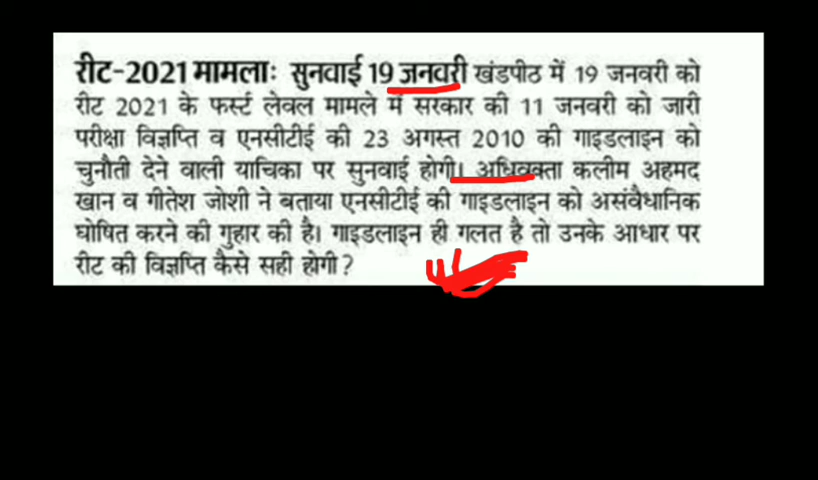 रीट-2021 मामलाः सुनवाई 19 जनवरी खंडपीठ में 19 जनवरी को
रीट 2021 के फर्स्ट लेवल मामले में सरकार की 11 जनवरी को जारी
परीक्षा विज्ञप्ति व एनसीटीई की 23 अगस्त 2010 की गाइडलाइन को
चुनौती देने वाली याचिका पर सुनवाई होगी। अधिवक्ता कलीम अहमद
खान व गीतेश जोशी ने बताया एनसीटीई की गाइडलाइन को असंवैधानिक
घोषित करने की गुहार की है। गाइडलाइन ही गलत है तो उनके आधार पर
रीट की विज्ञप्ति कैसे सही होगी?